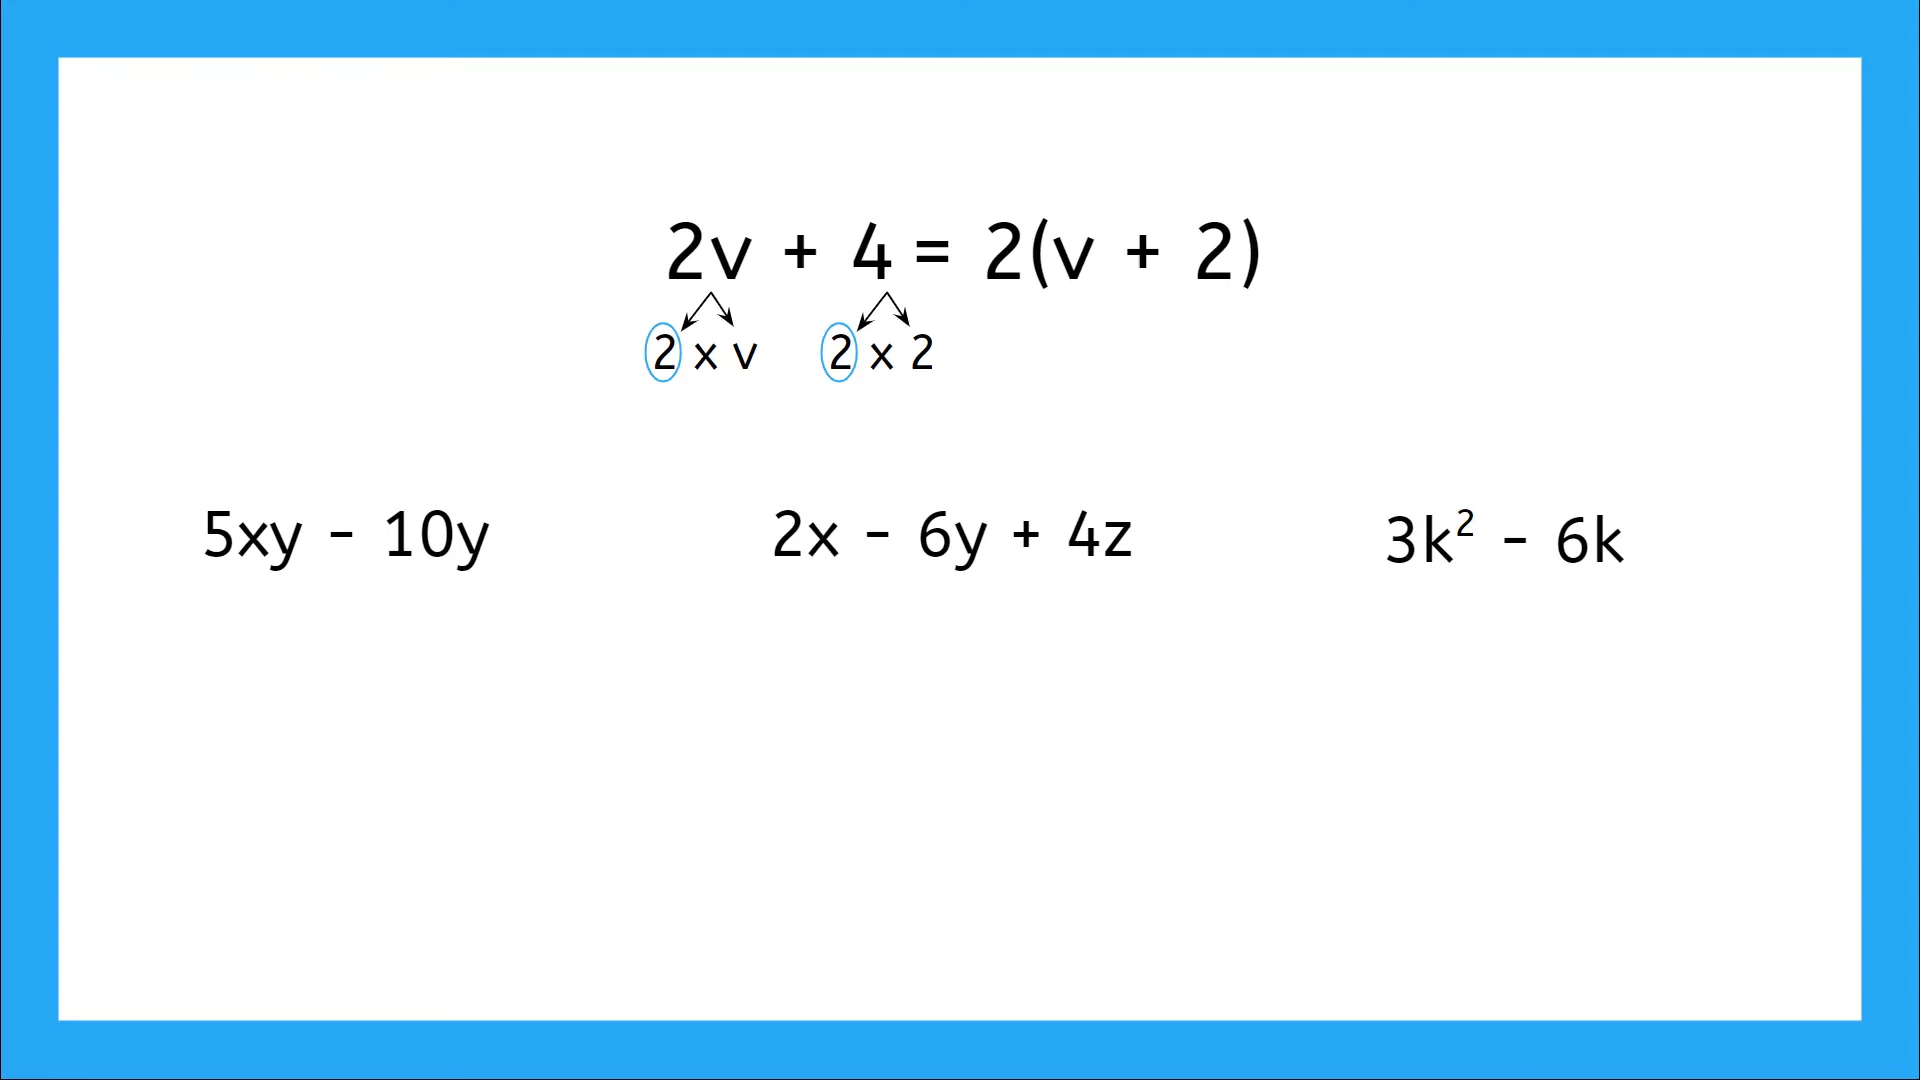 2v + 4 = 2(v + 2)
2 x v 2 x 2
5xy - 10y 2x - 6y + 4z 3k² - 6k